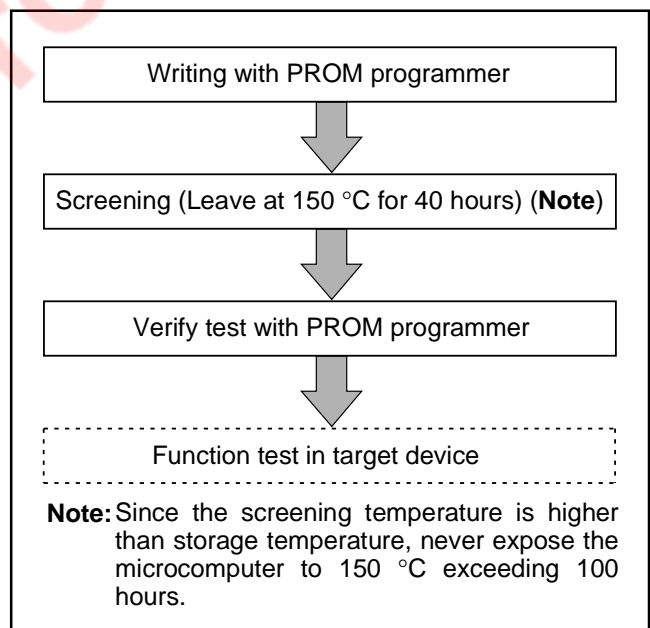 Writing with PROM programmer
Screening (Leave at 150 °C for 40 hours) (Note)
Verify test with PROM programmer
Function test in target device
Note: Since the screening temperature is higher
than storage temperature, never expose the
microcomputer to 150 °C exceeding 100
hours.